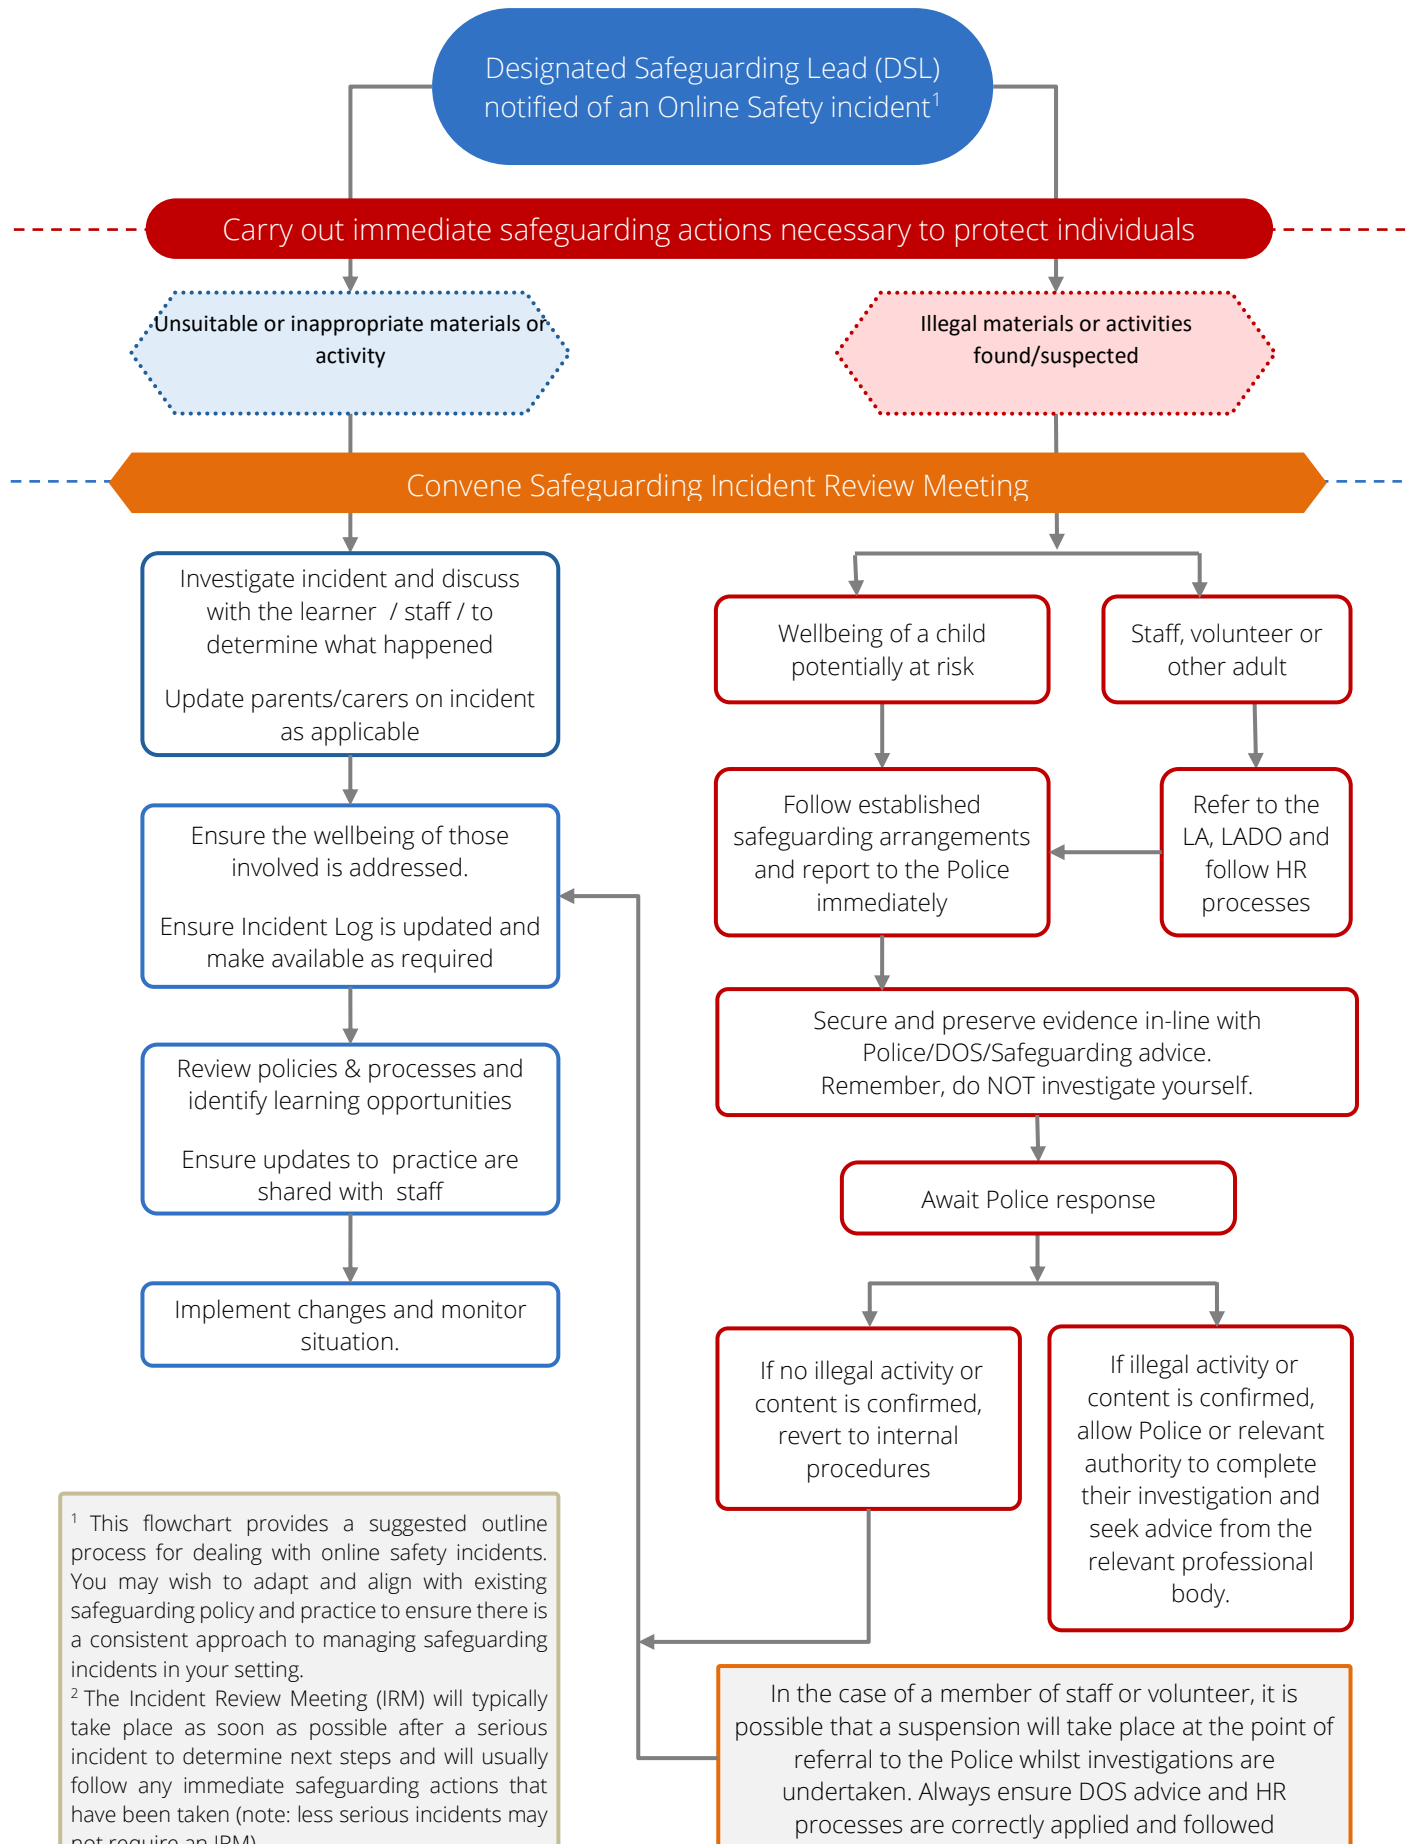 Designated Safeguarding Lead (DSL)
notified of an Online Safety incident¹
Carry out immediate safeguarding actions necessary to protect individuals
Unsuitable or inappropriate materials or
activity
Illegal materials or activities
found/suspected
Convene Safeguarding Incident Review Meeting
Investigate incident and discuss
with the learner / staff / to
determine what happened
Update parents/carers on incident
as applicable
Ensure the wellbeing of those
involved is addressed.
Ensure Incident Log is updated and
make available as required
Review policies & processes and
identify learning opportunities
Ensure updates to practice are
shared with staff
Implement changes and monitor
situation.
Wellbeing of a child
potentially at risk
Staff, volunteer or
other adult
Follow established
safeguarding arrangements
and report to the Police
immediately
Refer to the
LA, LADO and
follow HR
processes
Secure and preserve evidence in-line with
Police/DOS/Safeguarding advice.
Remember, do NOT investigate yourself.
Await Police response
If no illegal activity or
content is confirmed,
revert to internal
procedures
If illegal activity or
content is confirmed,
allow Police or relevant
authority to complete
their investigation and
seek advice from the
relevant professional
body.
¹ This flowchart provides a suggested outline
process for dealing with online safety incidents.
You may wish to adapt and align with existing
safeguarding policy and practice to ensure there is
a consistent approach to managing safeguarding
incidents in your setting.
² The Incident Review Meeting (IRM) will typically
take place as soon as possible after a serious
incident to determine next steps and will usually
follow any immediate safeguarding actions that
have been taken (note: less serious incidents may
not require an IRM)
In the case of a member of staff or volunteer, it is
possible that a suspension will take place at the point of
referral to the Police whilst investigations are
undertaken. Always ensure DOS advice and HR
processes are correctly applied and followed